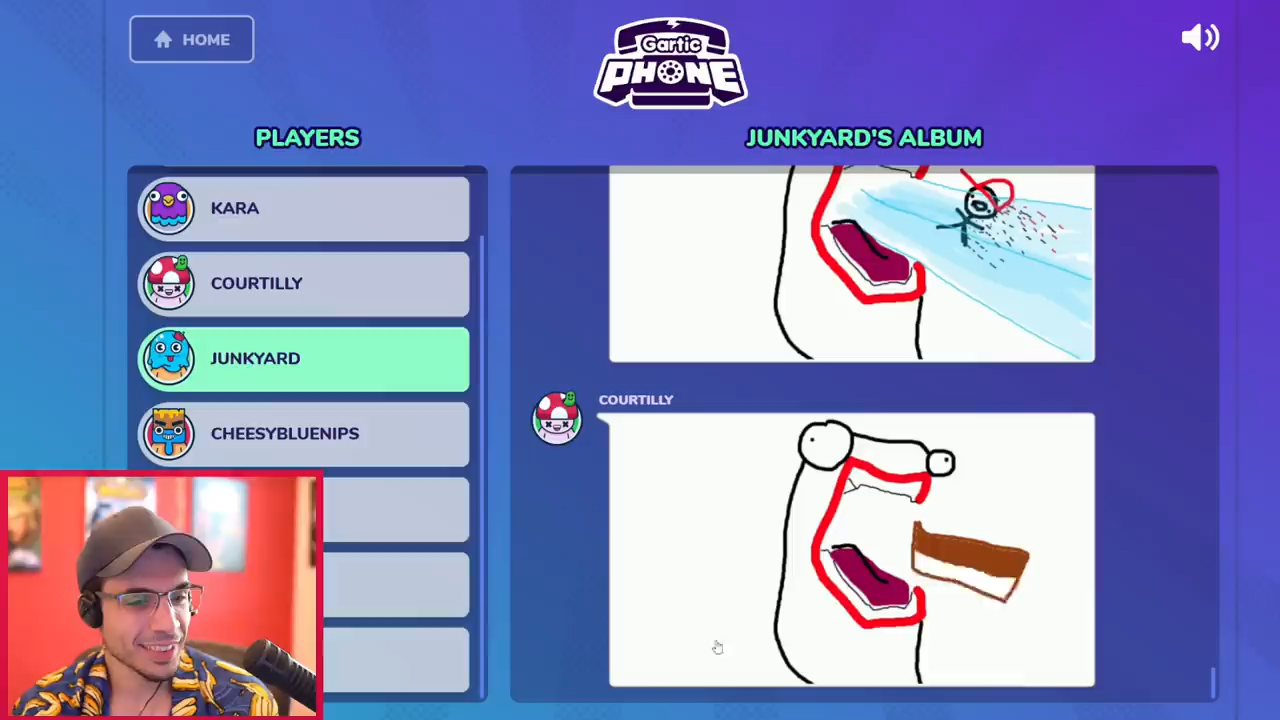 HOME
Gartic
PHONE
PLAYERS
JUNKYARD'S ALBUM
KARA
COURTILLY
JUNKYARD
CHEESYBLUENIPS
COURTILLY